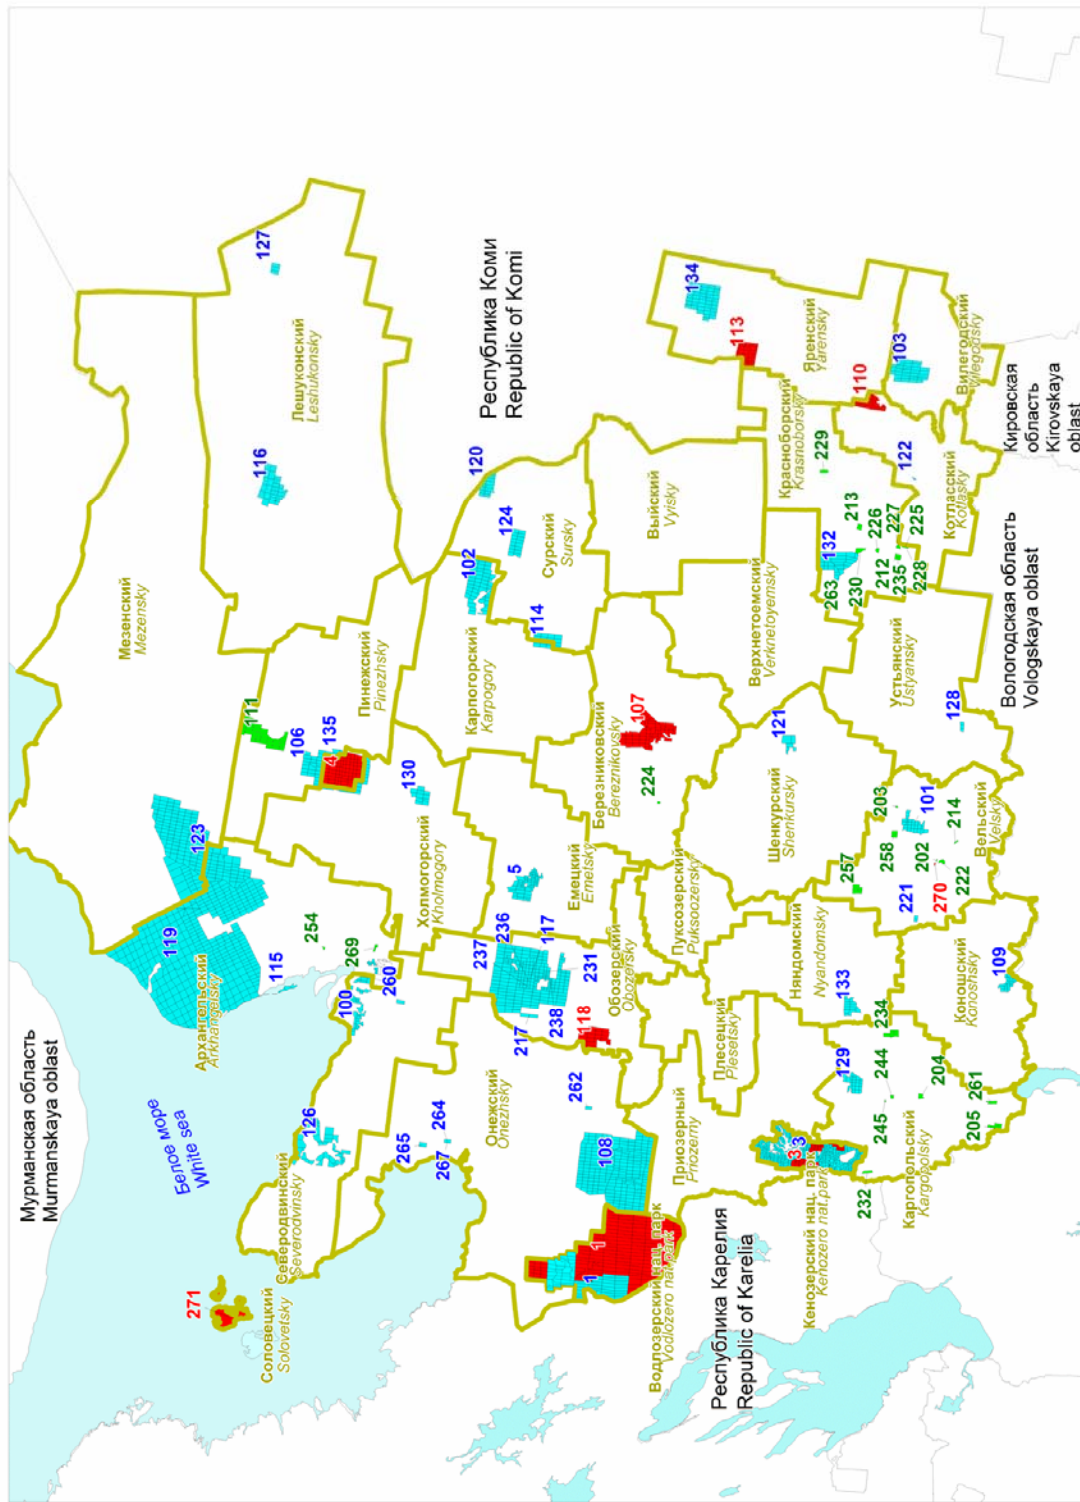 Мурманская область
Murmanskaya oblast
Белое море
White sea
Мезенский
Mezensky
Лешуконский
Leshukonsky
127
116
Республика Коми
Republic of Komi
111
106
135
4
Пинежский
Pinezhsky
123
119
Архангельский
Arkhangelsky
115
254
269
100
260
130
Холмогорский
Kholmogory
Карпогорский
Karpogory
102
120
124
114
Сурский
Sursky
Выйский
Vyisky
271
Соловецкий
Solovetsky
Северодвинский
Severodvinsky
126
265
264
267
Онежский
Onezhsky
262
108
237
236
117
217
238
231
118
5
Емецкий
Emetsky
Обозерский
Obozersky
Березниковский
Bereznikovsky
107
224
Верхнетоемский
Verknetoyemsky
Красноборский
Krasnoborsky
134
113
Яренский
Yarensky
110
103
Вилегодский
Vilegodsky
229
122
213
226
227
225
132
263
230
212
235
228
Котласский
Kotlasky
Кировская
область
Kirovskaya
oblast
Вологодская область
Vologskaya oblast
Устьянский
Ustyansky
128
121
Шенкурский
Shenkursky
Пуксозерский
Puksoozersky
Плесецкий
Plesetsky
Приозерный
Priozerny
1
1
Водлозерский нац. парк
Vodlozero nat.park
Республика Карелия
Republic of Karelia
3
3
Кенозерский нац. парк
Kenozero nat.park
232
Каргопольский
Kargopolsky
129
244
245
204
205
261
234
133
Няндомский
Nyandomsky
Коношский
Konoshsky
109
257
203
258
101
202
214
221
270
222
Вельский
Velsky